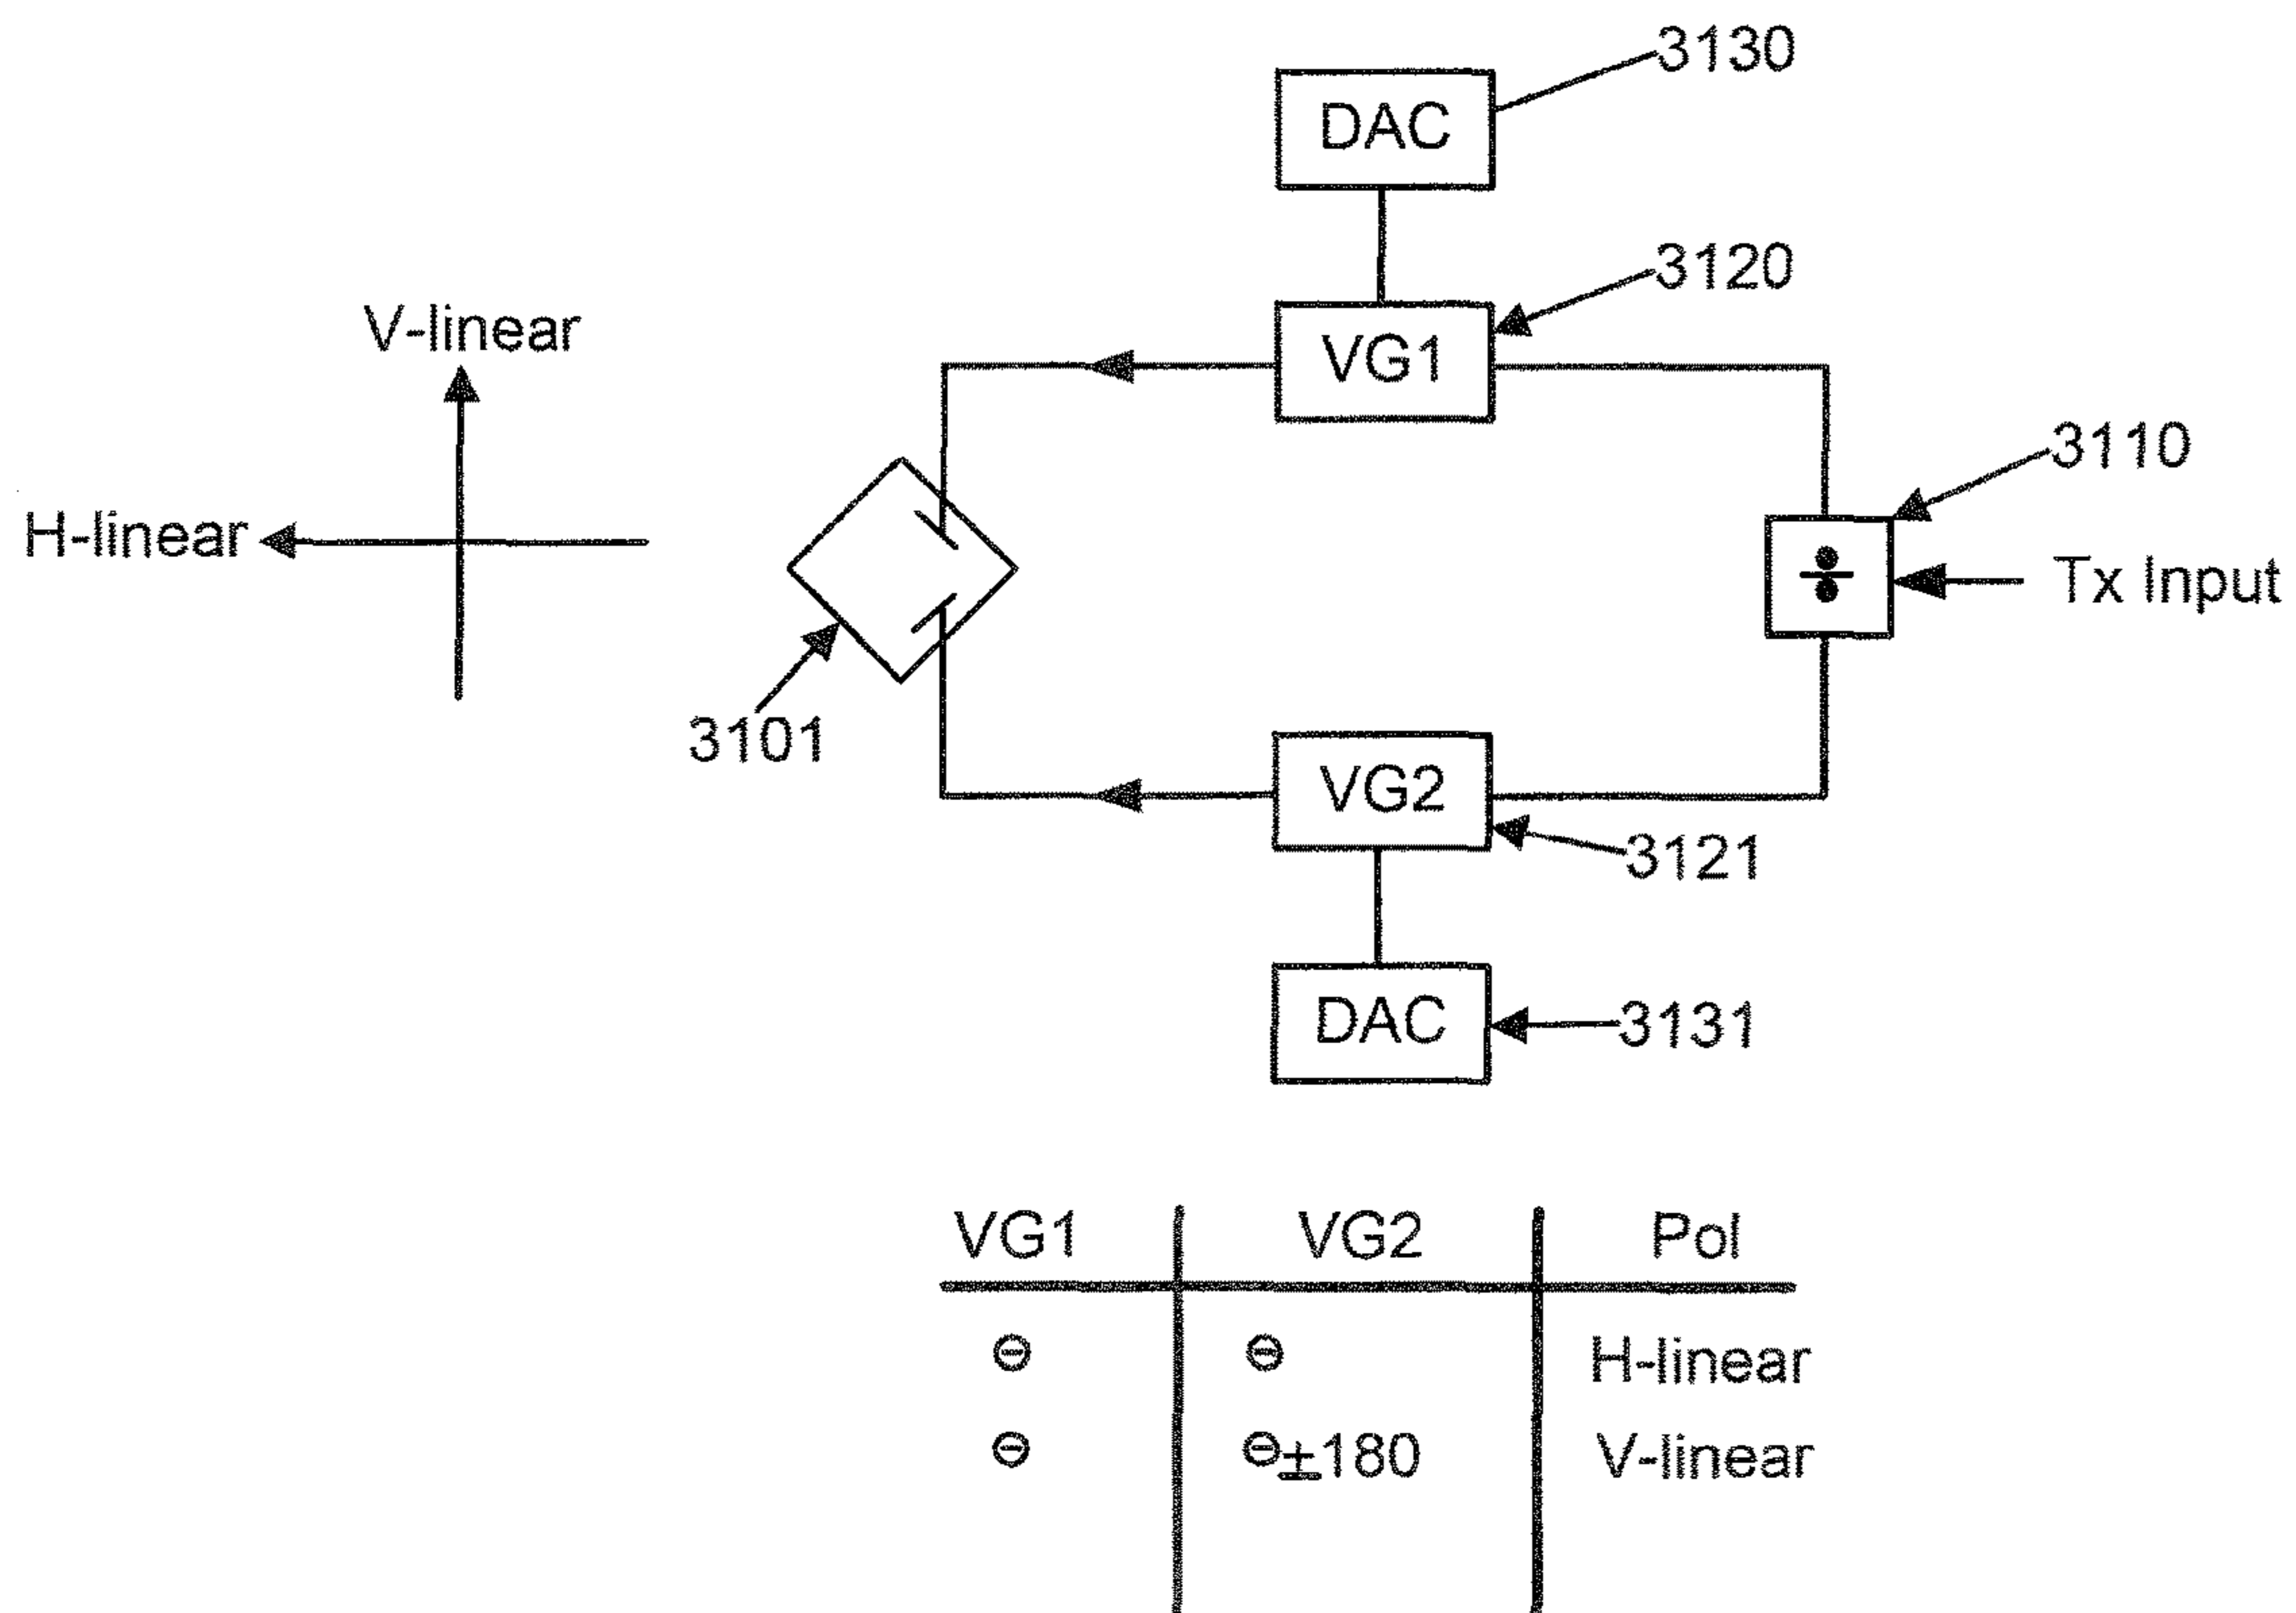 3130
DAC
3120
VG1
V-linear
3110
H-linear
÷
Tx Input
3101
VG2
3121
DAC
3131
VG1 VG2 Pol
⊖ ⊖ H-linear
⊖ ⊖±180 V-linear